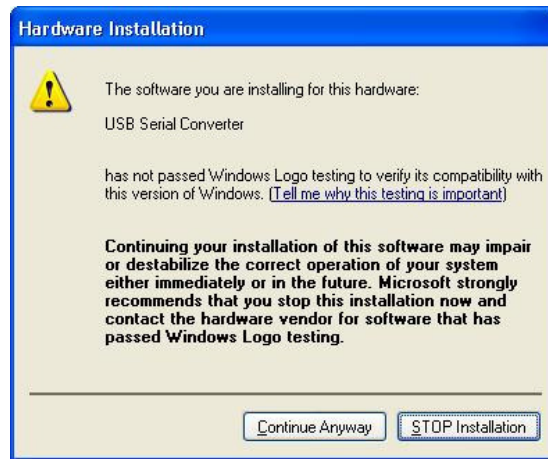 Hardware Installation
The software you are installing for this hardware:
USB Serial Converter
has not passed Windows Logo testing to verify its compatibility with
this version of Windows. (Tell me why this testing is important)
Continuing your installation of this software may impair
or destabilize the correct operation of your system
either immediately or in the future. Microsoft strongly
recommends that you stop this installation now and
contact the hardware vendor for software that has
passed Windows Logo testing.
Continue Anyway
STOP Installation